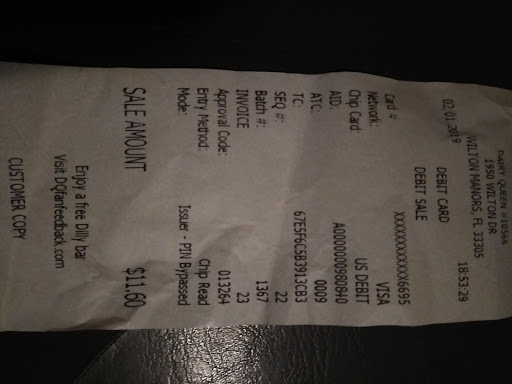 DAIRY QUEEN #10566
1950 WILTON DR
WILTON MANORS, FL 33305
02/01/2019 18:53:29
DEBIT CARD
DEBIT SALE
Card # XXXXXXXXXXXX6695
Network: VISA
Chip Card: US DEBIT
AID: A0000000980840
ATC: 0009
TC: 67E5F6C5B3913CB3
SEQ #: 22
Batch #: 1367
INVOICE 23
Approval Code: 013264
Entry Method: Chip Read
Mode: Issuer - PIN Bypassed
SALE AMOUNT $11.60
Enjoy a free Dilly bar
Visit DQfanfeedback.com
CUSTOMER COPY